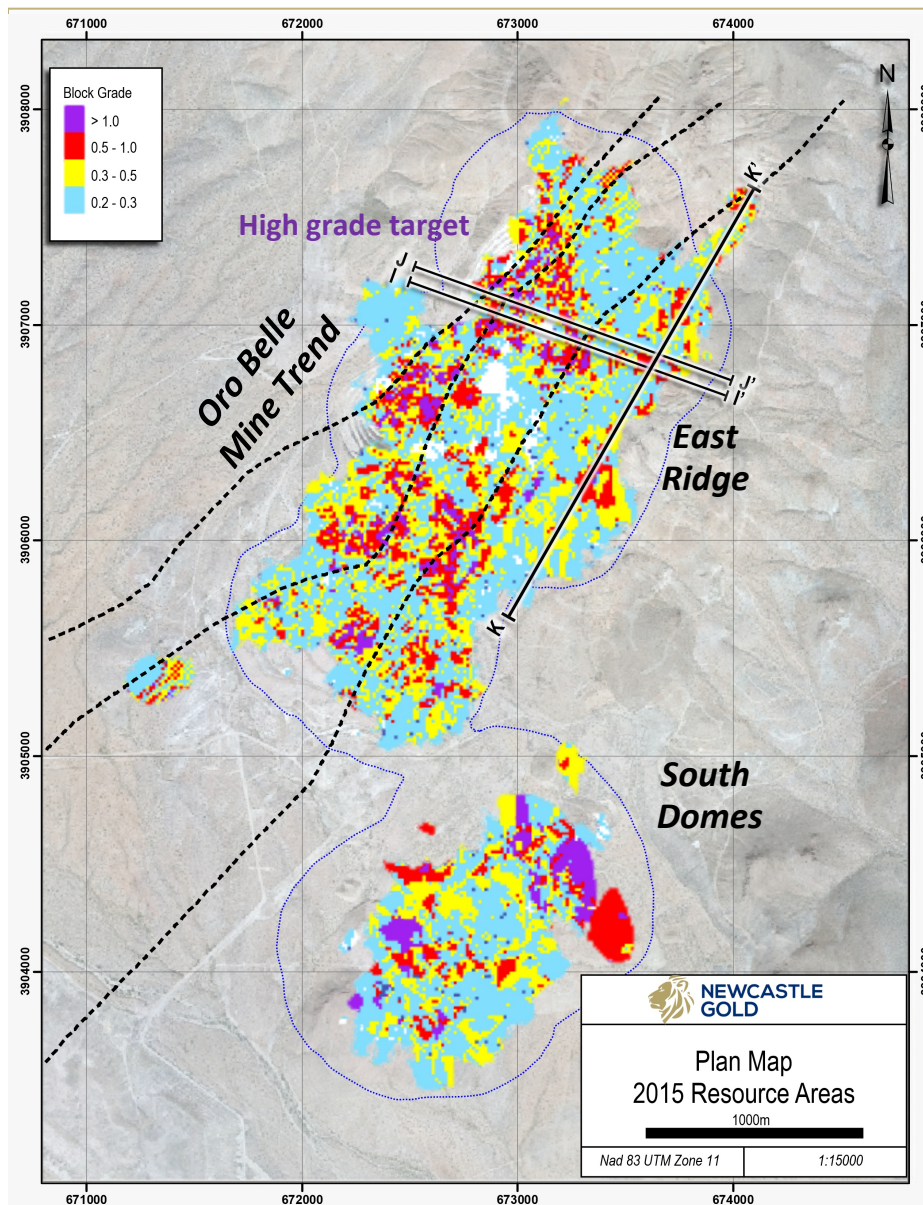 671000 672000 673000 674000
Block Grade
> 1.0
0.5 - 1.0
0.3 - 0.5
0.2 - 0.3
N
3908000
K'
High grade target
J
I
3907000
Oro Belle
Mine Trend
J'
I'
East
Ridge
3906000
K
3905000
South
Domes
3904000
NEWCASTLE
GOLD
Plan Map
2015 Resource Areas
1000m
Nad 83 UTM Zone 11 1:15000
671000 672000 673000 674000